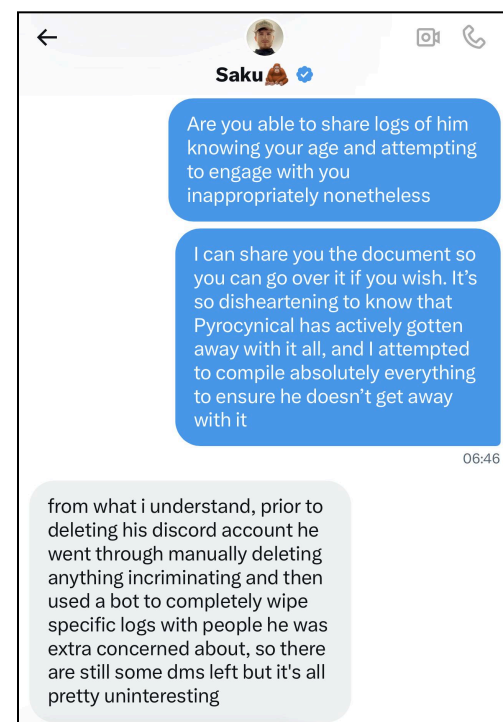 Saku🦧
Are you able to share logs of him
knowing your age and attempting
to engage with you
inappropriately nonetheless
I can share you the document so
you can go over it if you wish. It’s
so disheartening to know that
Pyrocynical has actively gotten
away with it all, and I attempted
to compile absolutely everything
to ensure he doesn’t get away
with it
06:46
from what i understand, prior to
deleting his discord account he
went through manually deleting
anything incriminating and then
used a bot to completely wipe
specific logs with people he was
extra concerned about, so there
are still some dms left but it's all
pretty uninteresting